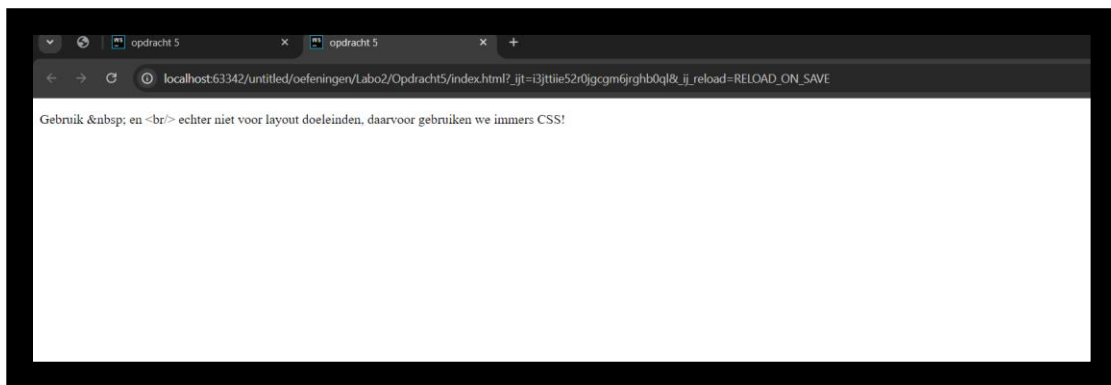 opdracht 5
opdracht 5
localhost:63342/untitled/oefeningen/Labo2/Opdracht5/index.html?_ijt=i3jttiie52r0jgcgm6jrghb0ql&_ij_reload=RELOAD_ON_SAVE
Gebruik &nbsp; en <br/> echter niet voor layout doeleinden, daarvoor gebruiken we immers CSS!